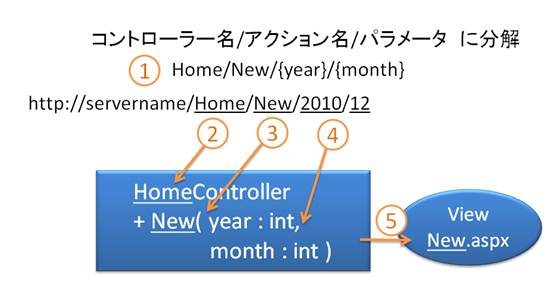 コントローラー名/アクション名/パラメータ に分解
① Home/New/{year}/{month}
http://servername/Home/New/2010/12
② ③ ④
HomeController
+ New( year : int,
month : int )
⑤
View
New.aspx